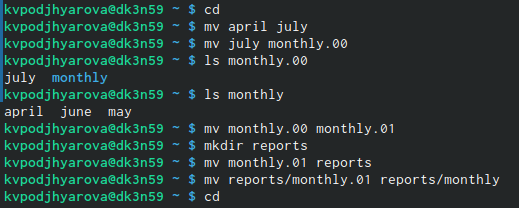 kvpodjhyarova@dk3n59 ~ $ cd
kvpodjhyarova@dk3n59 ~ $ mv april july
kvpodjhyarova@dk3n59 ~ $ mv july monthly.00
kvpodjhyarova@dk3n59 ~ $ ls monthly.00
july  monthly
kvpodjhyarova@dk3n59 ~ $ ls monthly
april  june  may
kvpodjhyarova@dk3n59 ~ $ mv monthly.00 monthly.01
kvpodjhyarova@dk3n59 ~ $ mkdir reports
kvpodjhyarova@dk3n59 ~ $ mv monthly.01 reports
kvpodjhyarova@dk3n59 ~ $ mv reports/monthly.01 reports/monthly
kvpodjhyarova@dk3n59 ~ $ cd